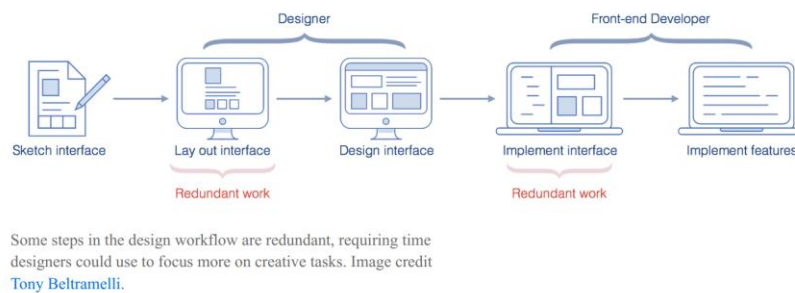 Designer
Front-end Developer
Sketch interface
Lay out interface
Design interface
Implement interface
Implement features
Redundant work
Redundant work
Some steps in the design workflow are redundant, requiring time
designers could use to focus more on creative tasks. Image credit
Tony Beltramelli.